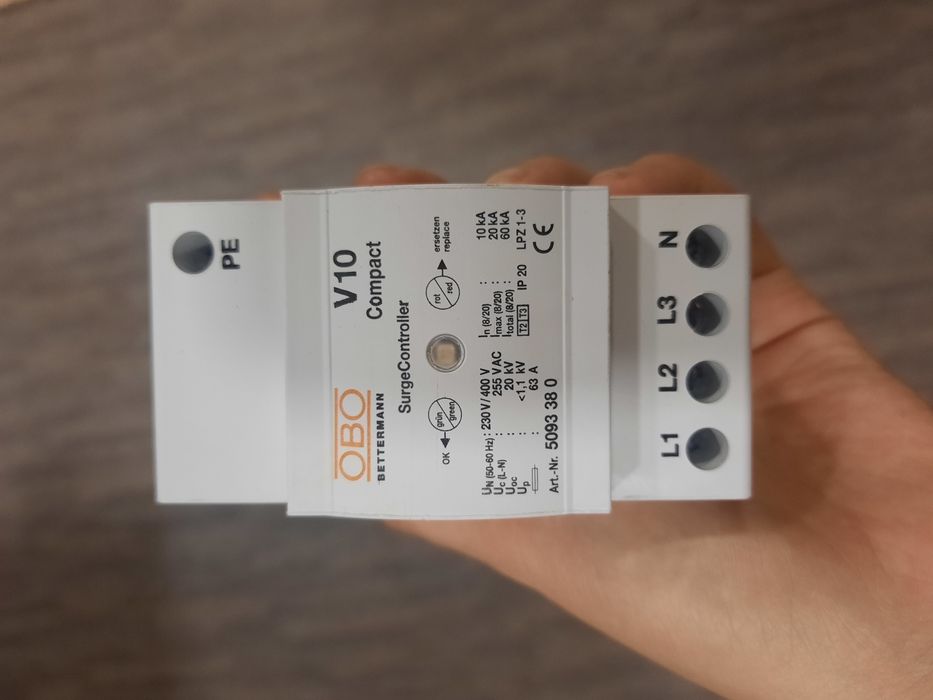 PE
OBO
BETTERMANN
V10
Compact
SurgeController
OK
grün
green
rot
red
ersetzen
replace
UN (50-60 Hz) : 230 V / 400 V
UC (L-N) : 255 VAC
Uoc : 20 kV
Up : <1,1 kV
: 63 A
In (8/20) : 10 kA
Imax (8/20) : 20 kA
Itotal (8/20) : 60 kA
T2 T3 IP 20 LPZ 1-3
Art.-Nr. 5093 38 0
CE
L1 L2 L3 N